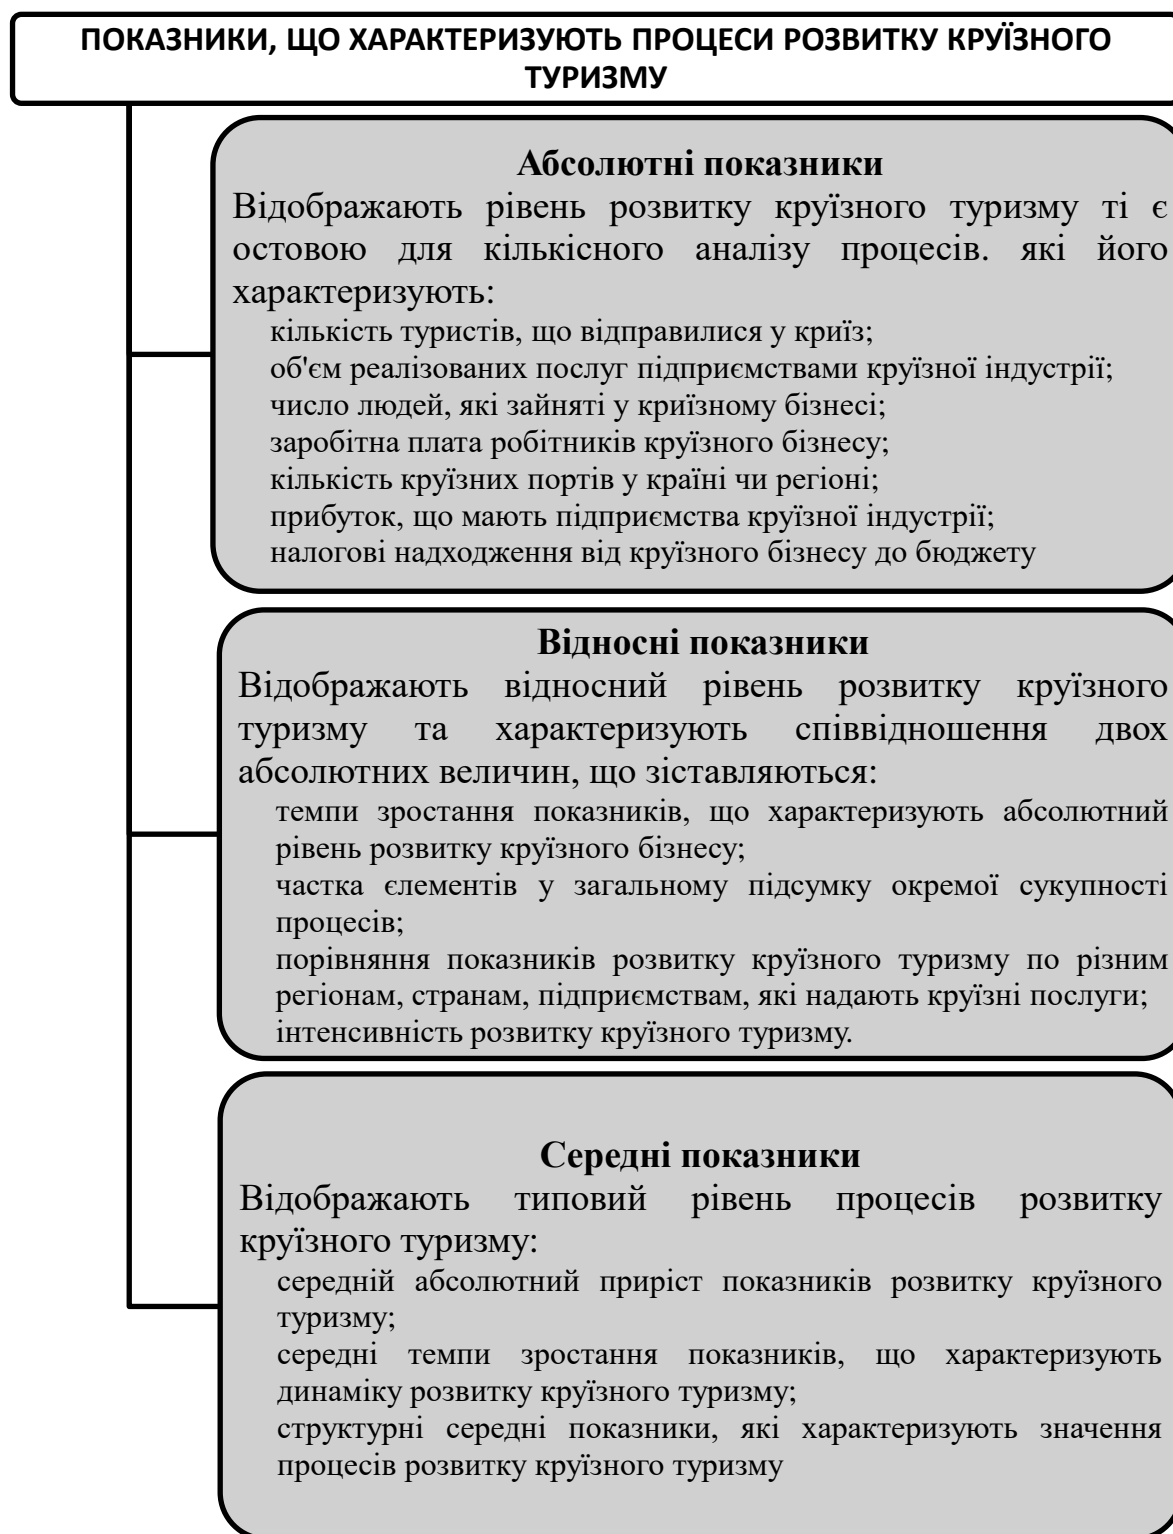 ПОКАЗНИКИ, ЩО ХАРАКТЕРИЗУЮТЬ ПРОЦЕСИ РОЗВИТКУ КРУЇЗНОГО
ТУРИЗМУ
Абсолютні показники
Відображають рівень розвитку круїзного туризму ті є
остовою для кількісного аналізу процесів. які його
характеризують:
кількість туристів, що відправилися у криїз;
об'єм реалізованих послуг підприємствами круїзної індустрії;
число людей, які зайняті у криїзному бізнесі;
заробітна плата робітників круїзного бізнесу;
кількість круїзних портів у країні чи регіоні;
прибуток, що мають підприємства круїзної індустрії;
налогові надходження від круїзного бізнесу до бюджету
Відносні показники
Відображають відносний рівень розвитку круїзного
туризму та характеризують співвідношення двох
абсолютних величин, що зіставляються:
темпи зростання показників, що характеризують абсолютний
рівень розвитку круїзного бізнесу;
частка єлементів у загальному підсумку окремої сукупності
процесів;
порівняння показників розвитку круїзного туризму по різним
регіонам, странам, підприємствам, які надають круїзні послуги;
інтенсивність розвитку круїзного туризму.
Середні показники
Відображають типовий рівень процесів розвитку
круїзного туризму:
середній абсолютний приріст показників розвитку круїзного
туризму;
середні темпи зростання показників, що характеризують
динаміку розвитку круїзного туризму;
структурні середні показники, які характеризують значення
процесів розвитку круїзного туризму